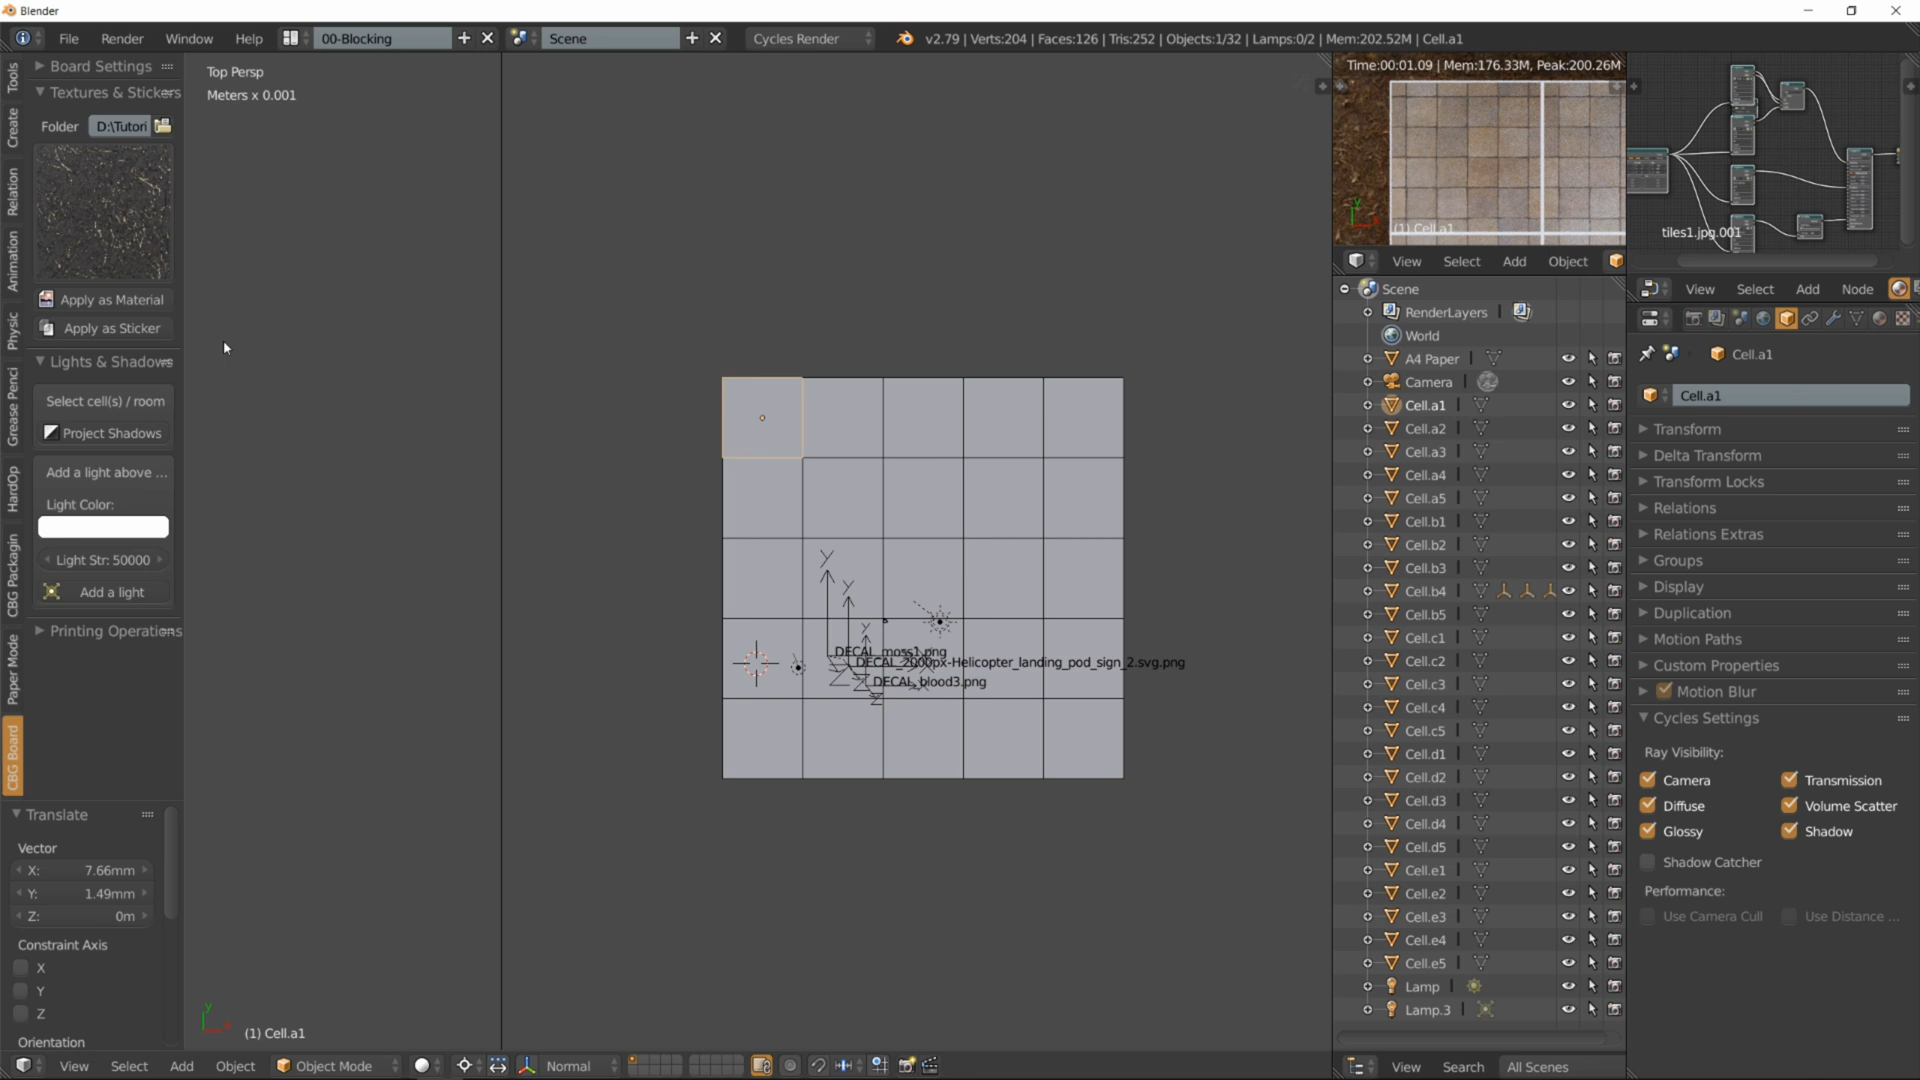 Blender
File Render Window Help 00-Blocking Scene Cycles Render v2.79 | Verts:204 | Faces:126 | Tris:252 | Objects:1/32 | Lamps:0/2 | Mem:202.52M | Cell.a1
Tools
Create
Relation
Animation
Physic
Grease Penci
HardOp
CBG Packagin
Paper Mode
CBG Board
Board Settings
Textures & Stickers
Folder D:\Tutori
Apply as Material
Apply as Sticker
Lights & Shadows
Select cell(s) / room
Project Shadows
Add a light above ...
Light Color:
Light Str: 50000
Add a light
Printing Operations
Translate
Vector
X: 7.66mm
Y: 1.49mm
Z: 0m
Constraint Axis
X
Y
Z
Orientation
Top Persp
Meters x 0.001
Y
Y
Y
DECAL_moss1.png
DECAL_2000px-Helicopter_landing_pod_sign_2.svg.png
DECAL_blood3.png
Z
y
(1) Cell.a1
View Select Add Object Object Mode Normal
Time:00:01.09 | Mem:176.33M, Peak:200.26M
(1) Cell.a1
View Select Add Object
Scene
RenderLayers
World
A4 Paper
Camera
Cell.a1
Cell.a2
Cell.a3
Cell.a4
Cell.a5
Cell.b1
Cell.b2
Cell.b3
Cell.b4
Cell.b5
Cell.c1
Cell.c2
Cell.c3
Cell.c4
Cell.c5
Cell.d1
Cell.d2
Cell.d3
Cell.d4
Cell.d5
Cell.e1
Cell.e2
Cell.e3
Cell.e4
Cell.e5
Lamp
Lamp.3
View Search All Scenes
tiles1.jpg.001
View Select Add Node
Cell.a1
Cell.a1
Transform
Delta Transform
Transform Locks
Relations
Relations Extras
Groups
Display
Duplication
Motion Paths
Custom Properties
Motion Blur
Cycles Settings
Ray Visibility:
Camera Transmission
Diffuse Volume Scatter
Glossy Shadow
Shadow Catcher
Performance:
Use Camera Cull Use Distance ...